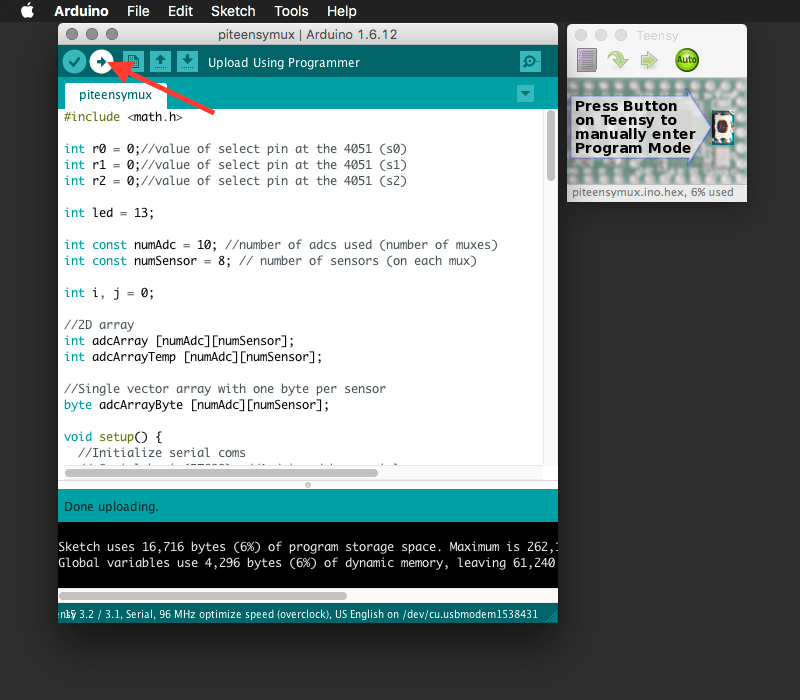 Arduino File Edit Sketch Tools Help
piteensymux | Arduino 1.6.12
Upload Using Programmer
piteensymux
#include <math.h>
int r0 = 0;//value of select pin at the 4051 (s0)
int r1 = 0;//value of select pin at the 4051 (s1)
int r2 = 0;//value of select pin at the 4051 (s2)
int led = 13;
int const numAdc = 10; //number of adcs used (number of muxes)
int const numSensor = 8; // number of sensors (on each mux)
int i, j = 0;
//2D array
int adcArray [numAdc][numSensor];
int adcArrayTemp [numAdc][numSensor];
//Single vector array with one byte per sensor
byte adcArrayByte [numAdc][numSensor];
void setup() {
//Initialize serial coms
Done uploading.
Sketch uses 16,716 bytes (6%) of program storage space. Maximum is 262,1
Global variables use 4,296 bytes (6%) of dynamic memory, leaving 61,240
3.2 / 3.1, Serial, 96 MHz optimize speed (overclock), US English on /dev/cu.usbmodem1538431
Teensy
Auto
Press Button
on Teensy to
manually enter
Program Mode
piteensymux.ino.hex, 6% used